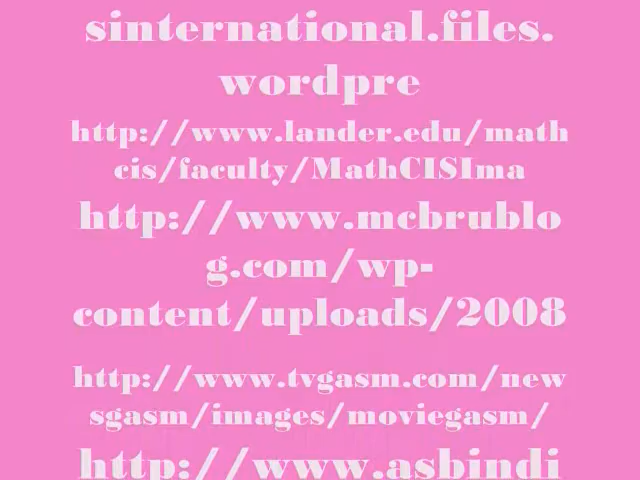 sinternational.files.
wordpre
http://www.lander.edu/math
cis/faculty/MathCISIma
http://www.mcbrublo
g.com/wp-
content/uploads/2008
http://www.tvgasm.com/new
sgasm/images/moviegasm/
http://www.asbindi